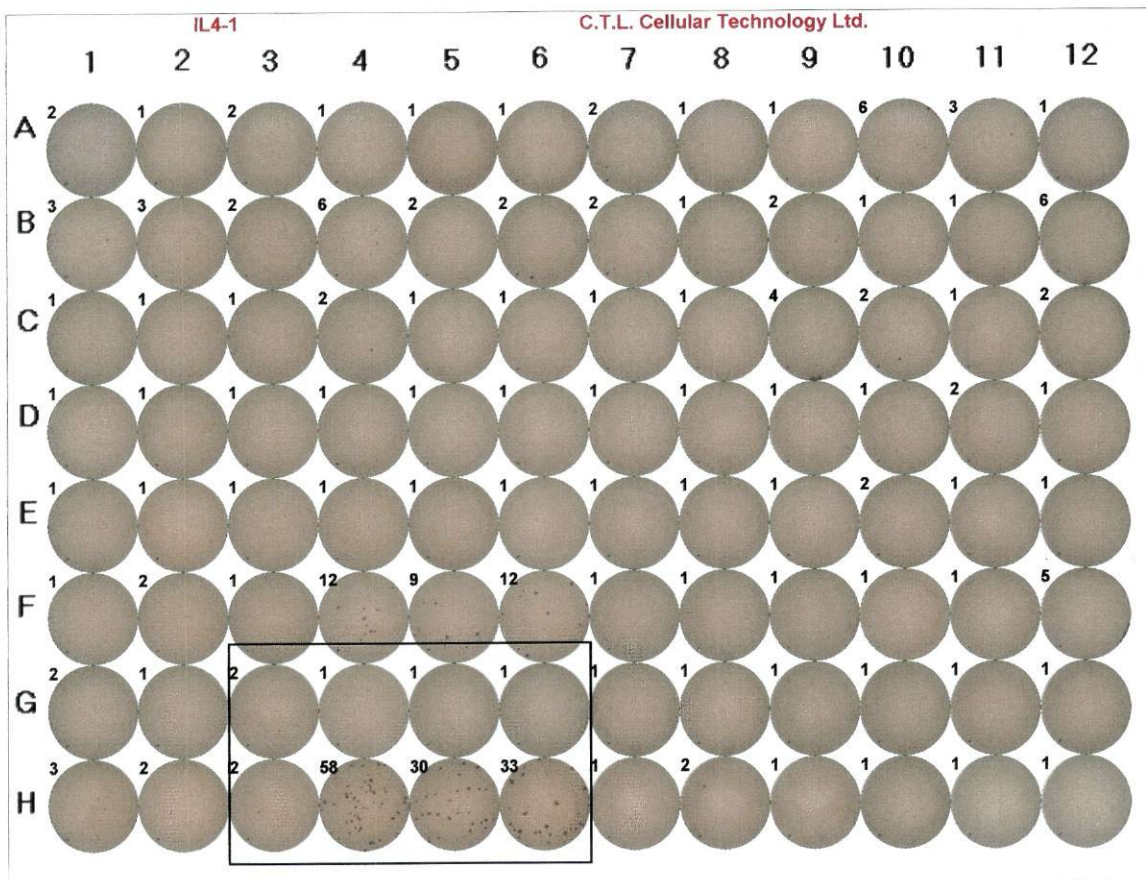 IL4-1 C.T.L. Cellular Technology Ltd.
1 2 3 4 5 6 7 8 9 10 11 12
A 2 1 2 1 1 1 2 1 1 6 3 1
B 3 3 2 6 2 2 2 1 2 1 1 6
C 1 1 1 2 1 1 1 1 4 2 1 2
D 1 1 1 1 1 1 1 1 1 1 2 1
E 1 1 1 1 1 1 1 1 1 2 1 1
F 1 2 1 12 9 12 1 1 1 1 1 5
G 2 1 2 1 1 1 1 1 1 1 1 1
H 3 2 2 58 30 33 1 2 1 1 1 1